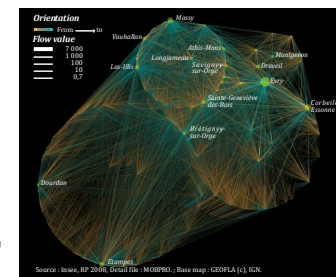 Orientation
From → to
Flow value
7 000
1 000
100
10
0,7
Massy
Vauhallan
Athis-Mons
Longjumeau
Montgeron
Les-Ulis
Savigny-
sur-Orge
Draveil
Evry
Corbeil-
Essonne
Sainte-Geneviève
des-Bois
Brétigny-
sur-Orge
Dourdan
Etampes
Source : Insee, RP 2008, Detail file : MOBPRO. ; Base map : GEOFLA (c), IGN.